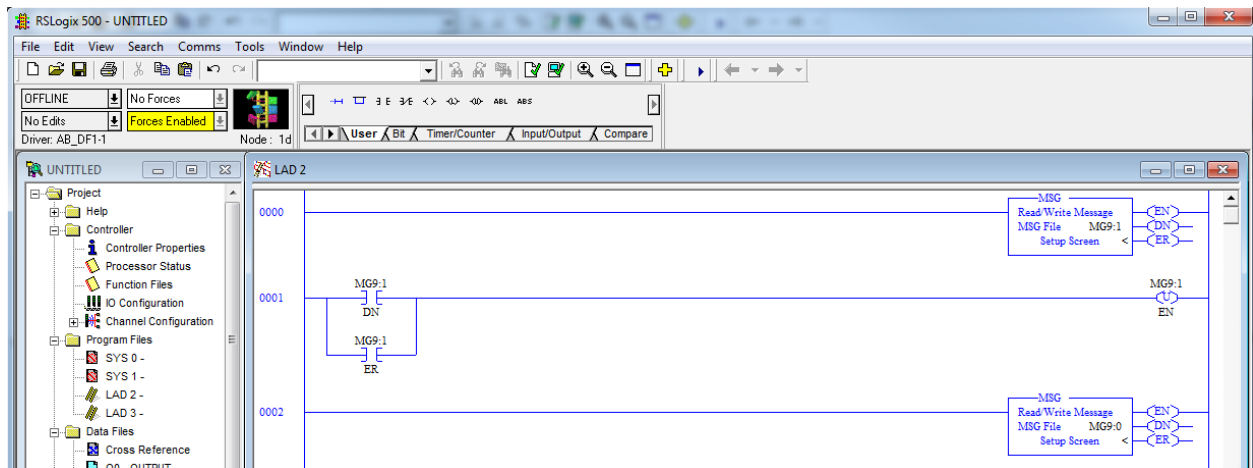 RSLogix 500 - UNTITLED
File Edit View Search Comms Tools Window Help
OFFLINE No Forces
No Edits Forces Enabled
Driver: AB_DF1-1 Node : 1d
ABL ABS
User Bit Timer/Counter Input/Output Compare
UNTITLED
Project
Help
Controller
Controller Properties
Processor Status
Function Files
IO Configuration
Channel Configuration
Program Files
SYS 0 -
SYS 1 -
LAD 2 -
LAD 3 -
Data Files
Cross Reference
O0 - OUTPUT
LAD 2
0000
MSG
Read/Write Message
MSG File MG9:1
Setup Screen <
EN
DN
ER
0001
MG9:1
DN
MG9:1
ER
MG9:1
U
EN
0002
MSG
Read/Write Message
MSG File MG9:0
Setup Screen <
EN
DN
ER